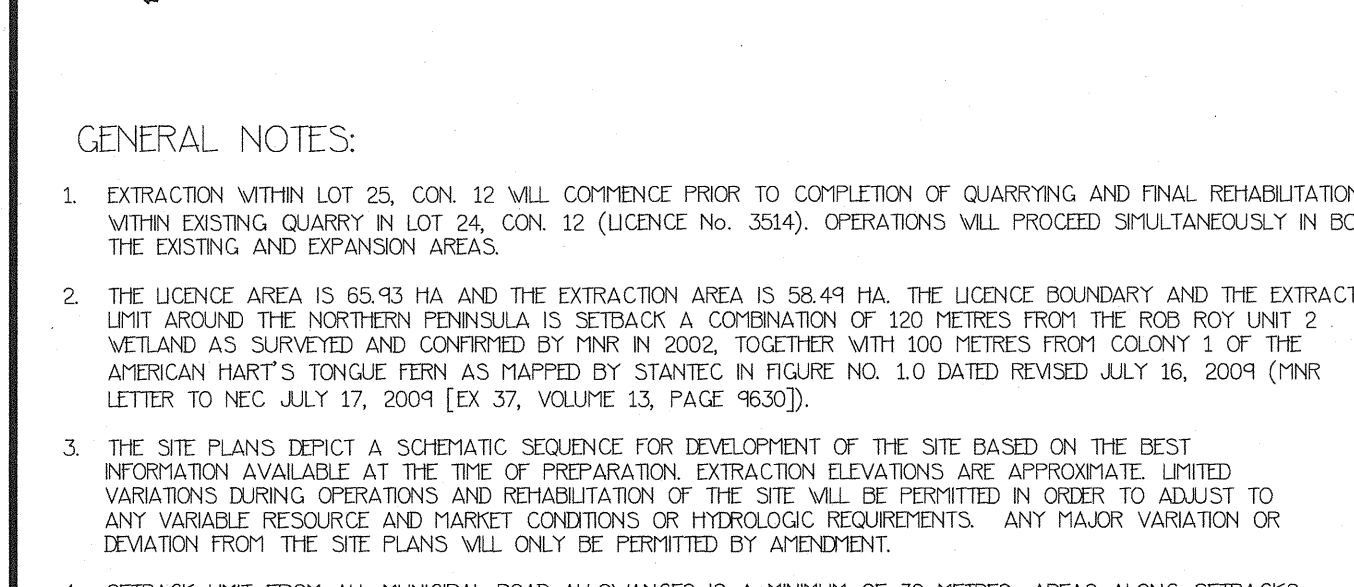 GENERAL NOTES:
1. EXTRACTION WITHIN LOT 25, CON. 12 WILL COMMENCE PRIOR TO COMPLETION OF QUARRYING AND FINAL REHABILITATION
WITHIN EXISTING QUARRY IN LOT 24, CON. 12 (LICENCE No. 3514). OPERATIONS WILL PROCEED SIMULTANEOUSLY IN
THE EXISTING AND EXPANSION AREAS.
2. THE LICENCE AREA IS 65.93 HA AND THE EXTRACTION AREA IS 58.49 HA. THE LICENCE BOUNDARY AND THE EXTRACT
LIMIT AROUND THE NORTHERN PENINSULA IS SETBACK A COMBINATION OF 120 METRES FROM THE ROB ROY UNIT 2
WETLAND AS SURVEYED AND CONFIRMED BY MNR IN 2002, TOGETHER WITH 100 METRES FROM COLONY 1 OF THE
AMERICAN HART'S TONGUE FERN AS MAPPED BY STANTEC IN FIGURE NO. 1.0 DATED REVISED JULY 16, 2009 (MNR
LETTER TO NEC JULY 17, 2009 [EX 37, VOLUME 13, PAGE 9630]).
3. THE SITE PLANS DEPICT A SCHEMATIC SEQUENCE FOR DEVELOPMENT OF THE SITE BASED ON THE BEST
INFORMATION AVAILABLE AT THE TIME OF PREPARATION. EXTRACTION ELEVATIONS ARE APPROXIMATE. LIMITED
VARIATIONS DURING OPERATIONS AND REHABILITATION OF THE SITE WILL BE PERMITTED IN ORDER TO ADJUST TO
ANY VARIABLE RESOURCE AND MARKET CONDITIONS OR HYDROLOGIC REQUIREMENTS. ANY MAJOR VARIATION OR
DEVIATION FROM THE SITE PLANS WILL ONLY BE PERMITTED BY AMENDMENT.